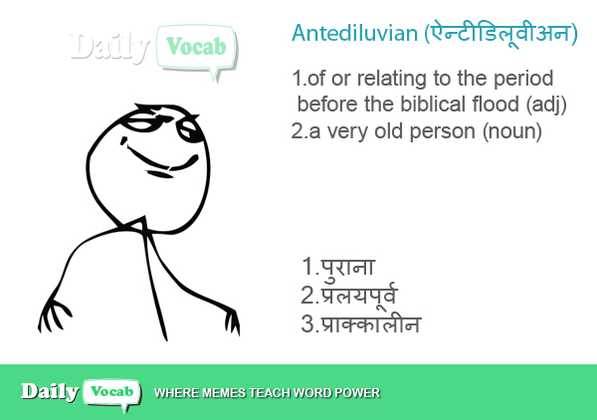 Daily Vocab
Antediluvian (ऐन्टीडिलूवीअन)
1.of or relating to the period
before the biblical flood (adj)
2.a very old person (noun)
1.पुराना
2.प्रलयपूर्व
3.प्राक्कालीन
Daily Vocab WHERE MEMES TEACH WORD POWER